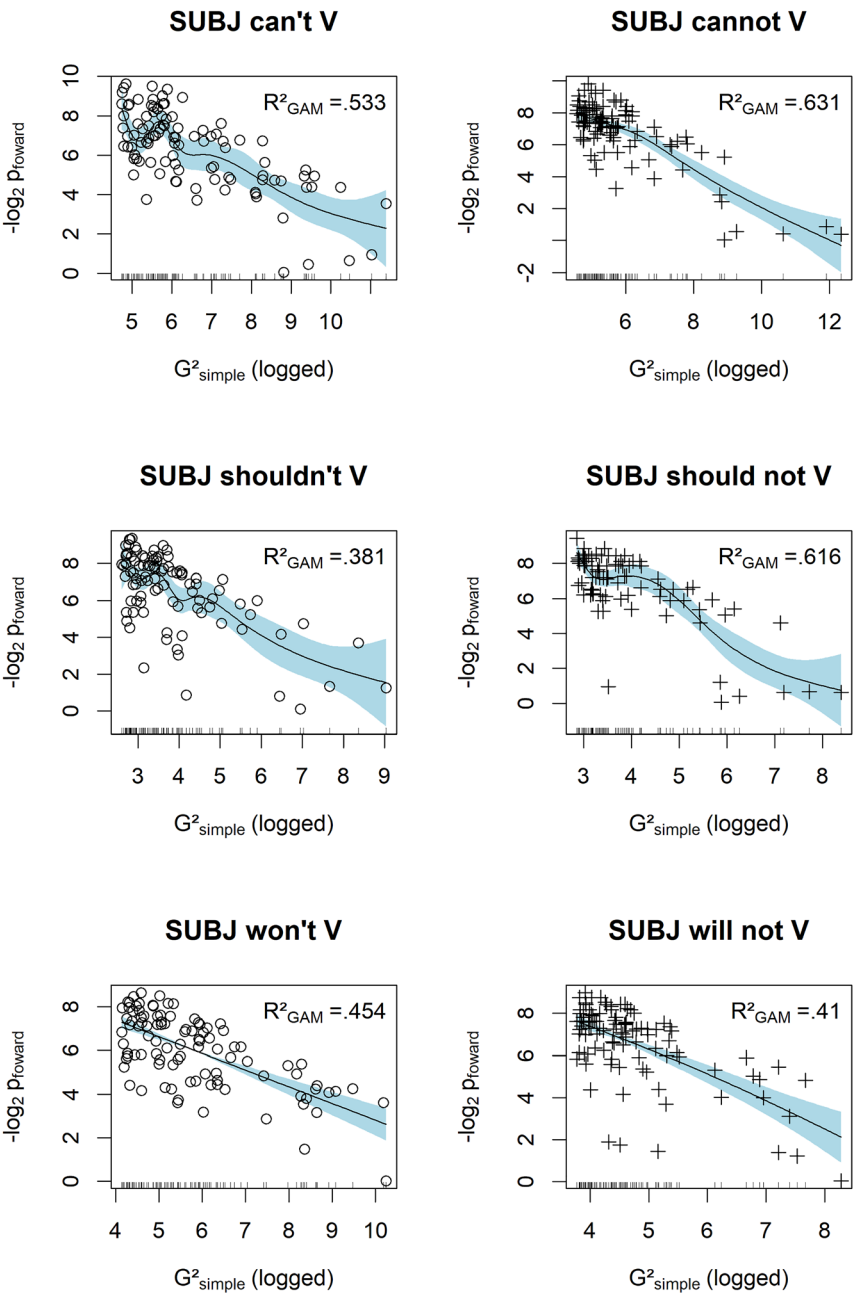 SUBJ can't V
SUBJ cannot V
R²GAM =.533
R²GAM =.631
-log2 pfoward
-log2 pfoward
0 2 4 6 8 10
-2 2 4 6 8
5 6 7 8 9 10
6 8 10 12
G²simple (logged)
G²simple (logged)
SUBJ shouldn't V
SUBJ should not V
R²GAM =.381
R²GAM =.616
-log2 pfoward
-log2 pfoward
0 2 4 6 8
0 2 4 6 8
3 4 5 6 7 8 9
3 4 5 6 7 8
G²simple (logged)
G²simple (logged)
SUBJ won't V
SUBJ will not V
R²GAM =.454
R²GAM =.41
-log2 pfoward
-log2 pfoward
0 2 4 6 8
0 2 4 6 8
4 5 6 7 8 9 10
4 5 6 7 8
G²simple (logged)
G²simple (logged)